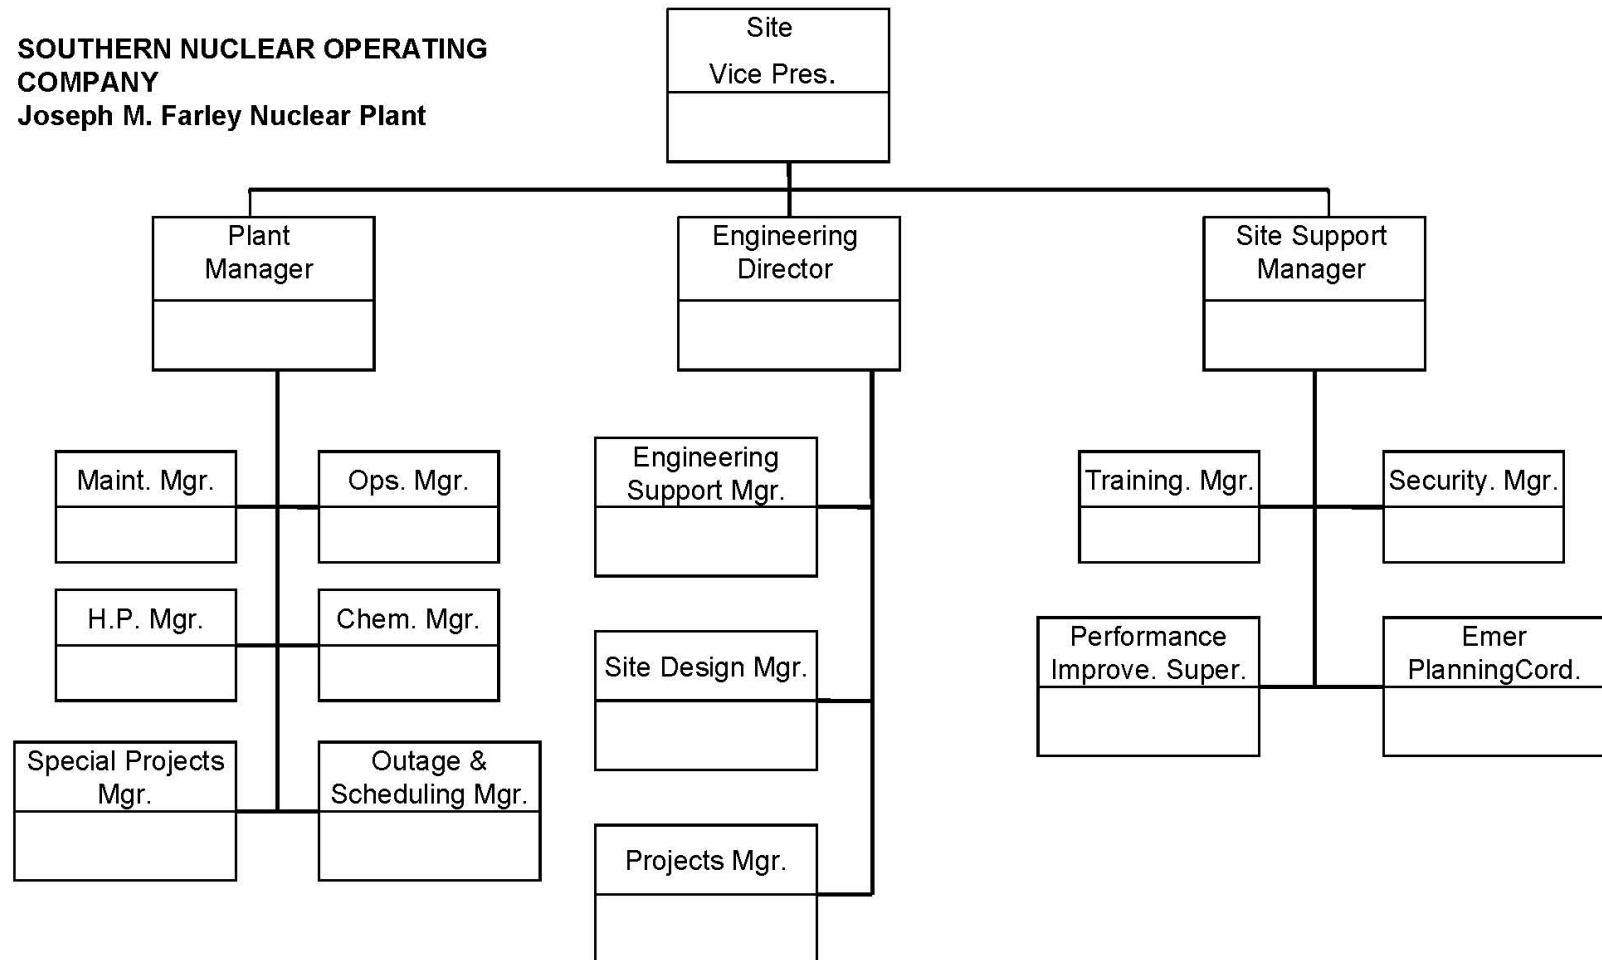 SOUTHERN NUCLEAR OPERATING
COMPANY
Joseph M. Farley Nuclear Plant
Site
Vice Pres.
Plant
Manager
Engineering
Director
Site Support
Manager
Maint. Mgr.
Ops. Mgr.
H.P. Mgr.
Chem. Mgr.
Special Projects
Mgr.
Outage &
Scheduling Mgr.
Engineering
Support Mgr.
Site Design Mgr.
Projects Mgr.
Training. Mgr.
Security. Mgr.
Performance
Improve. Super.
Emer
PlanningCord.